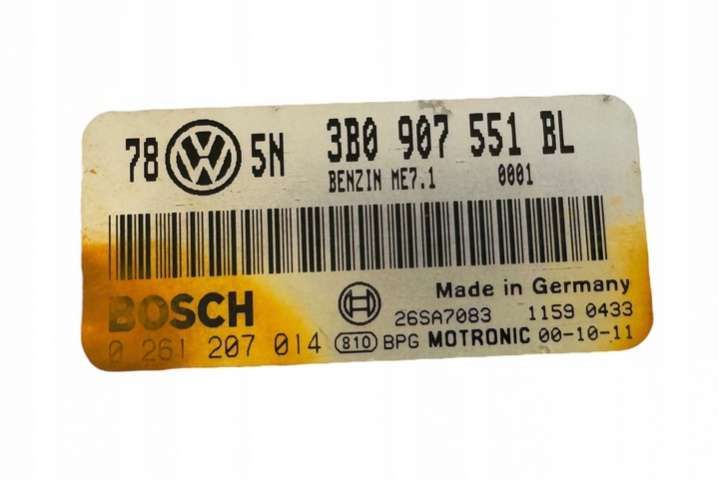 78 VW 5N 3B0 907 551 BL
BENZIN ME7.1 0001
Made in Germany
BOSCH 26SA7083 1159 0433
0 261 207 014 810 BPG MOTRONIC 00-10-11